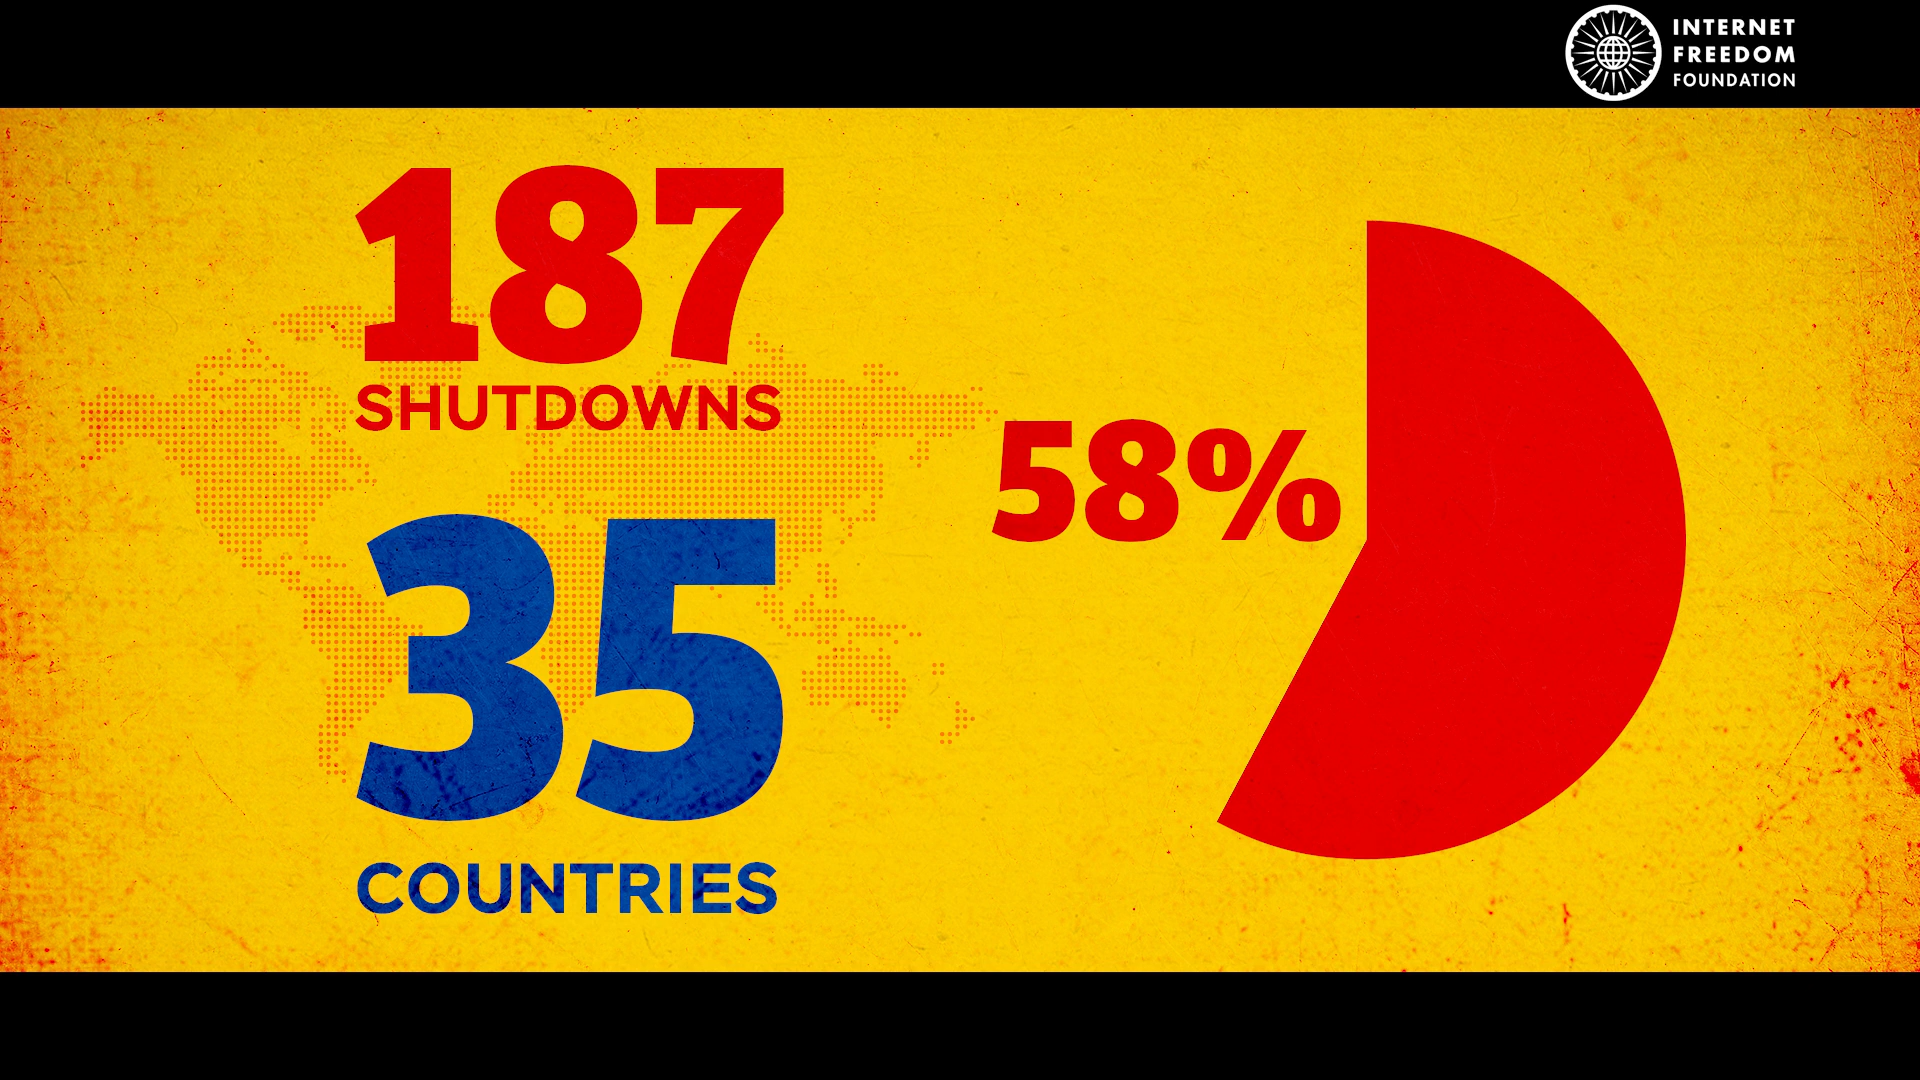 INTERNET
FREEDOM
FOUNDATION
187
SHUTDOWNS
58%
35
COUNTRIES